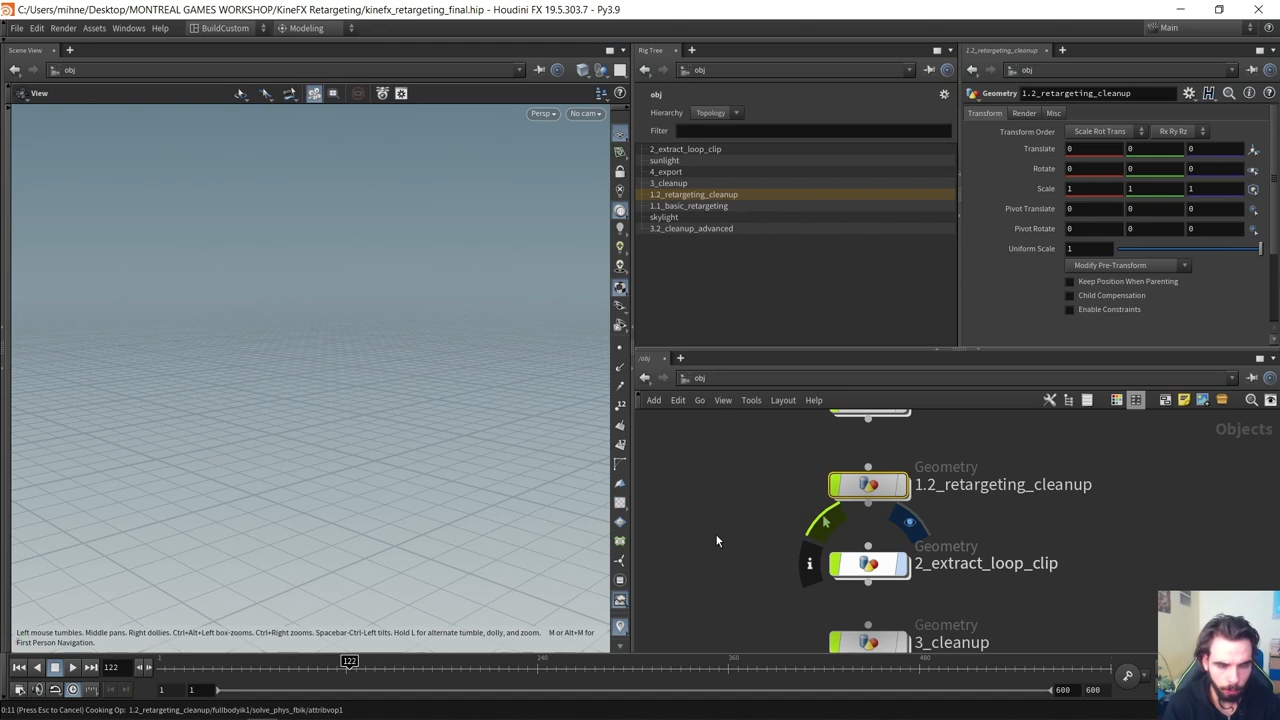 C:/Users/mihne/Desktop/MONTREAL GAMES WORKSHOP/KineFX Retargeting/kinefx_retargeting_final.hip - Houdini FX 19.5.303.7 - Py3.9
File Edit Render Assets Windows Help BuildCustom Modeling Main
Scene View
obj
View
Persp
No cam
Left mouse tumbles. Middle pans. Right dollies. Ctrl+Alt+Left box-zooms. Ctrl+Right zooms. Spacebar-Ctrl-Left tilts. Hold L for alternate tumble, dolly, and zoom. M or Alt+M for
First Person Navigation.
Rig Tree
obj
obj
Hierarchy Topology
Filter
2_extract_loop_clip
sunlight
4_export
3_cleanup
1.2_retargeting_cleanup
1.1_basic_retargeting
skylight
3.2_cleanup_advanced
1.2_retargeting_cleanup
obj
Geometry 1.2_retargeting_cleanup
Transform Render Misc
Transform Order Scale Rot Trans Rx Ry Rz
Translate 0 0 0
Rotate 0 0 0
Scale 1 1 1
Pivot Translate 0 0 0
Pivot Rotate 0 0 0
Uniform Scale 1
Modify Pre-Transform
Keep Position When Parenting
Child Compensation
Enable Constraints
/obj
obj
Add Edit Go View Tools Layout Help
Objects
Geometry
1.2_retargeting_cleanup
Geometry
2_extract_loop_clip
Geometry
3_cleanup
122 1 122 240 360 480
1 1 600 600
0:11 (Press Esc to Cancel) Cooking Op: 1.2_retargeting_cleanup/fullbodyik1/solve_phys_fbik/attribvop1